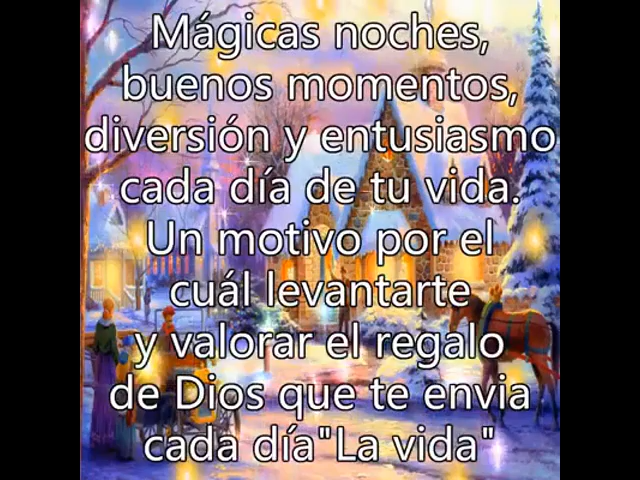 Mágicas noches,
buenos momentos,
diversión y entusiasmo
cada día de tu vida.
Un motivo por el
cuál levantarte
y valorar el regalo
de Dios que te envia
cada día"La vida"